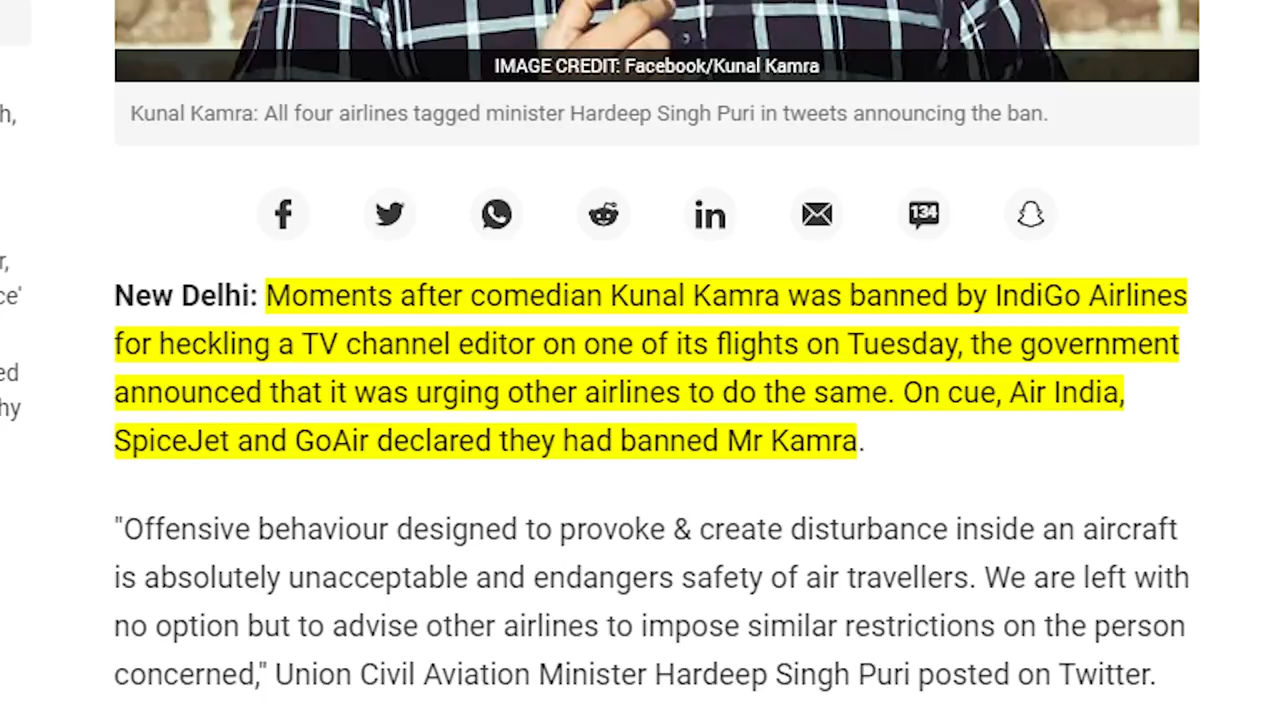 IMAGE CREDIT: Facebook/Kunal Kamra
Kunal Kamra: All four airlines tagged minister Hardeep Singh Puri in tweets announcing the ban.
h,
r,
ce'
ed
hy
134
New Delhi: Moments after comedian Kunal Kamra was banned by IndiGo Airlines
for heckling a TV channel editor on one of its flights on Tuesday, the government
announced that it was urging other airlines to do the same. On cue, Air India,
SpiceJet and GoAir declared they had banned Mr Kamra.
"Offensive behaviour designed to provoke & create disturbance inside an aircraft
is absolutely unacceptable and endangers safety of air travellers. We are left with
no option but to advise other airlines to impose similar restrictions on the person
concerned," Union Civil Aviation Minister Hardeep Singh Puri posted on Twitter.